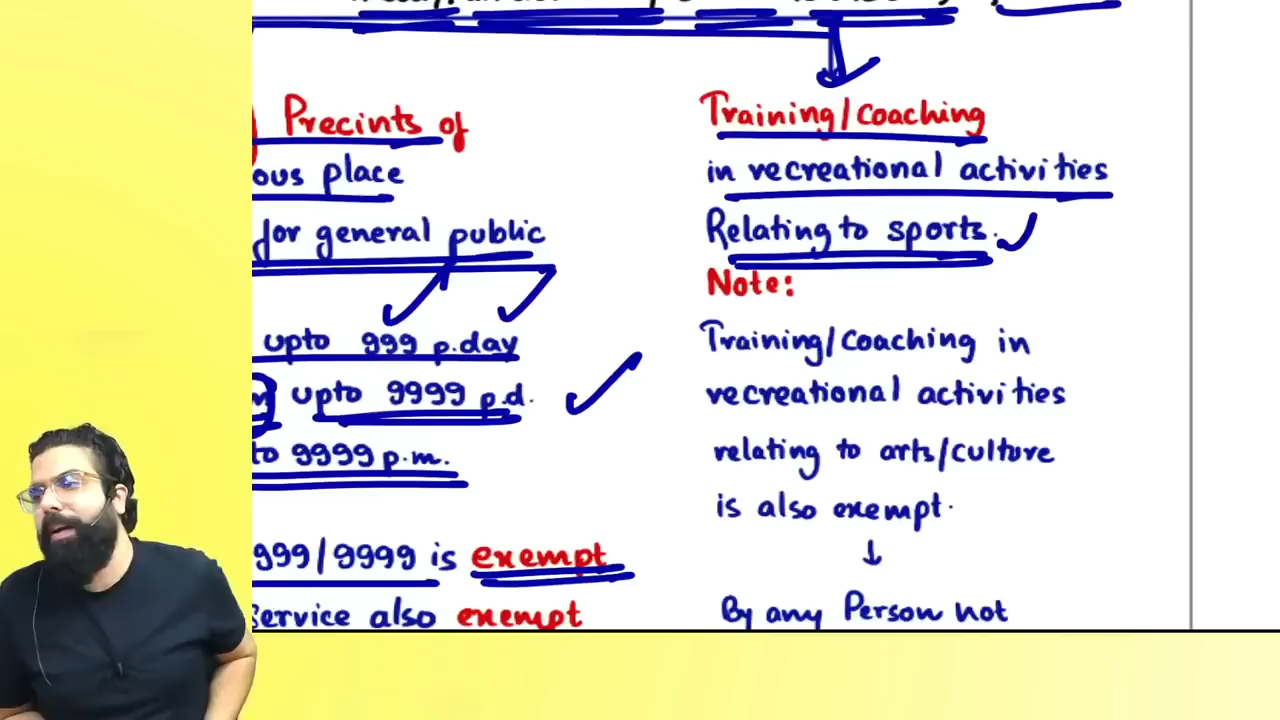 Precints of
ous place
for general public
upto 999 p.day
upto 9999 p.d.
to 9999 p.m.
999/9999 is exempt
service also exempt
Training/coaching
in recreational activities
Relating to sports.
Note:
Training/coaching in
recreational activities
relating to arts/culture
is also exempt.
↓
By any Person not